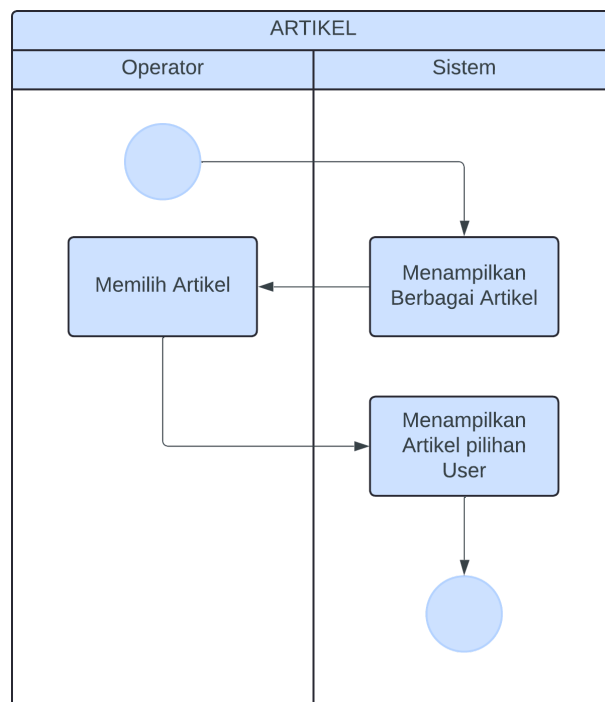 ARTIKEL
Operator
Sistem
Memilih Artikel
Menampilkan
Berbagai Artikel
Menampilkan
Artikel pilihan
User